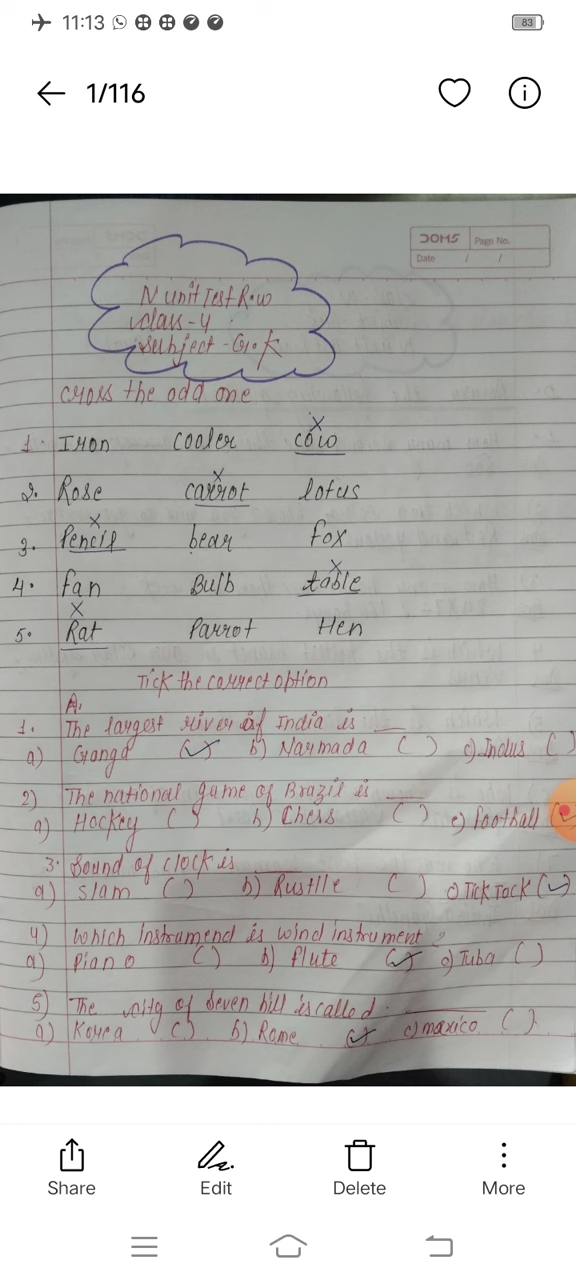 11:13
83
1/116
DOMS Page No.
Date / /
IV unit Test R.w
class-4
subject - G.K
cross the odd one
1. Iron cooler cow
2. Rose carrot lotus
3. Pencil bear fox
4. fan Bulb table
5. Rat Parrot Hen
Tick the correct option
A.
1. The largest river of India is __
a) Ganga (✓) b) Narmada ( ) c) Indus ( )
2) The national game of Brazil is __
a) Hockey ( ) b) Chess ( ) c) Football (✓
3. Sound of clock is ____
a) slam ( ) b) Rustlle ( ) c) Tick Tock (✓)
4) which Instrumend is wind instrument ?
a) Piano ( ) b) Flute (✓) c) Tuba ( )
5) The city of seven hill is called. ____
a) Korea ( ) b) Rome (✓) c) maxico ( )
Share Edit Delete More